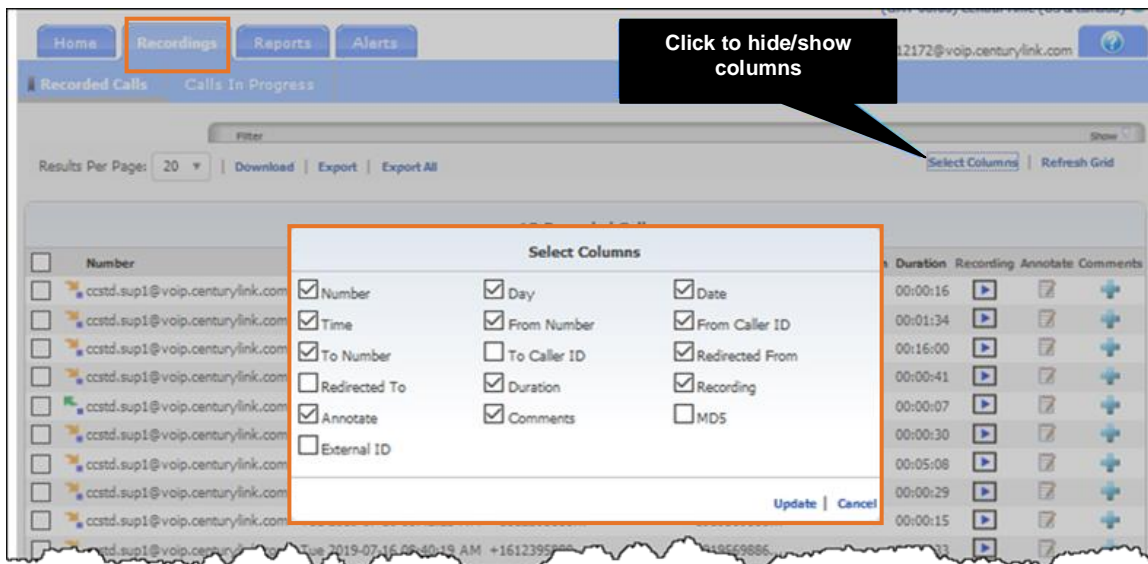 Home Recordings Reports Alerts
Click to hide/show
columns
12172@voip.centurylink.com
Recorded Calls Calls In Progress
Filter Show
Results Per Page: 20 | Download | Export | Export All Select Columns | Refresh Grid
Select Columns
Number Duration Recording Annotate Comments
Number Day Date
Time From Number From Caller ID
To Number To Caller ID Redirected From
Redirected To Duration Recording
Annotate Comments MD5
External ID
Update | Cancel
ccstd.sup1@voip.centurylink.com 00:00:16
ccstd.sup1@voip.centurylink.com 00:01:34
ccstd.sup1@voip.centurylink.com 00:16:00
ccstd.sup1@voip.centurylink.com 00:00:41
ccstd.sup1@voip.centurylink.com 00:00:07
ccstd.sup1@voip.centurylink.com 00:00:30
ccstd.sup1@voip.centurylink.com 00:05:08
ccstd.sup1@voip.centurylink.com 00:00:29
ccstd.sup1@voip.centurylink.com 00:00:15
Tue 2019-07-16 AM